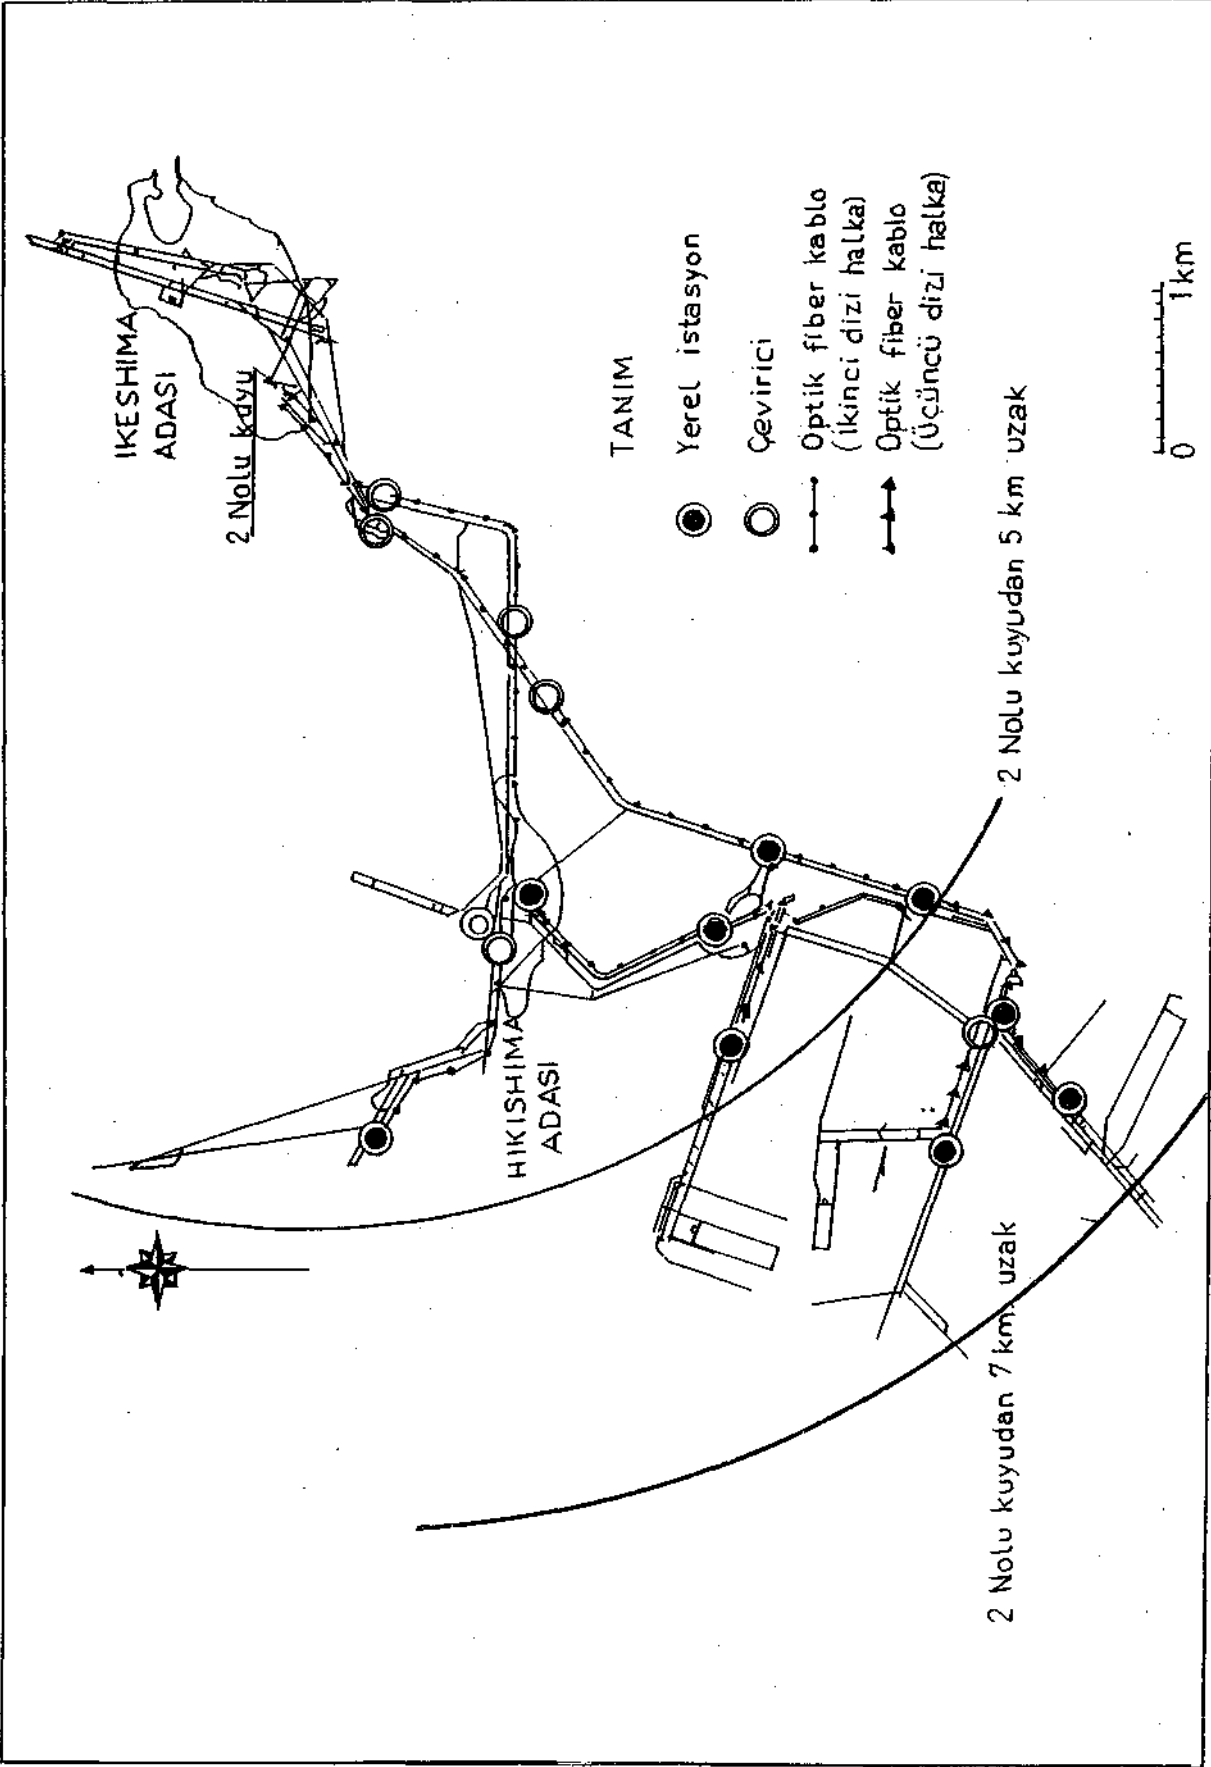 IKESHIMA
ADASI
2 Nolu kuyu
HIKISHIMA
ADASI
TANIM
Yerel istasyon
Çevirici
Optik fiber kablo
(İkinci dizi halka)
Optik fiber kablo
(Üçüncü dizi halka)
2 Nolu kuyudan 5 km uzak
2 Nolu kuyudan 7 km. uzak
0 1km